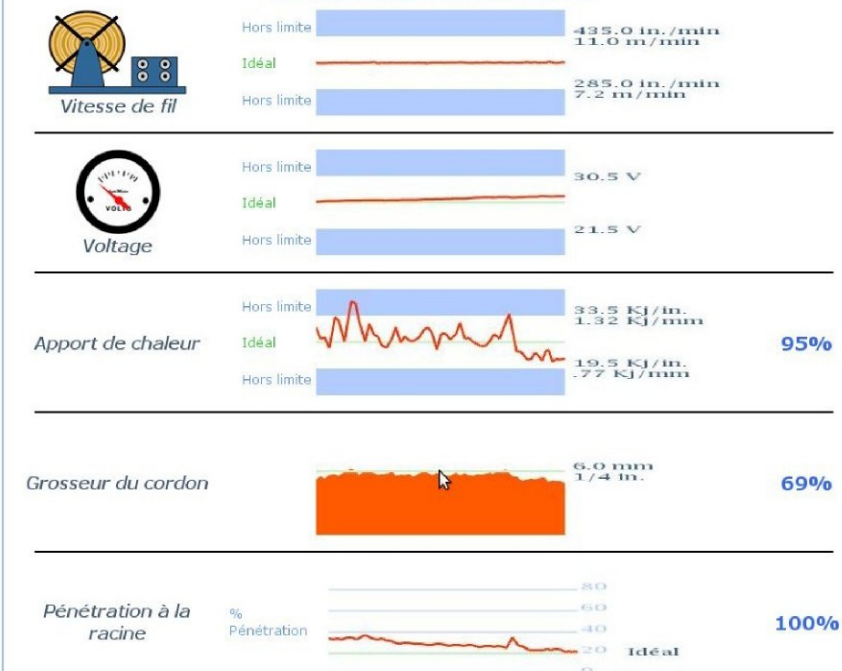 Hors limite
435.0 in./min
11.0 m/min
Idéal
285.0 in./min
7.2 m/min
Hors limite
Vitesse de fil
Hors limite
30.5 V
VOLTS
Idéal
21.5 V
Hors limite
Voltage
Hors limite
33.5 Kj/in.
1.32 Kj/mm
Apport de chaleur
Idéal
95%
19.5 Kj/in.
.77 Kj/mm
Hors limite
6.0 mm
1/4 in.
Grosseur du cordon
69%
80
60
Pénétration à la
racine
%
Pénétration
40
100%
20 Idéal